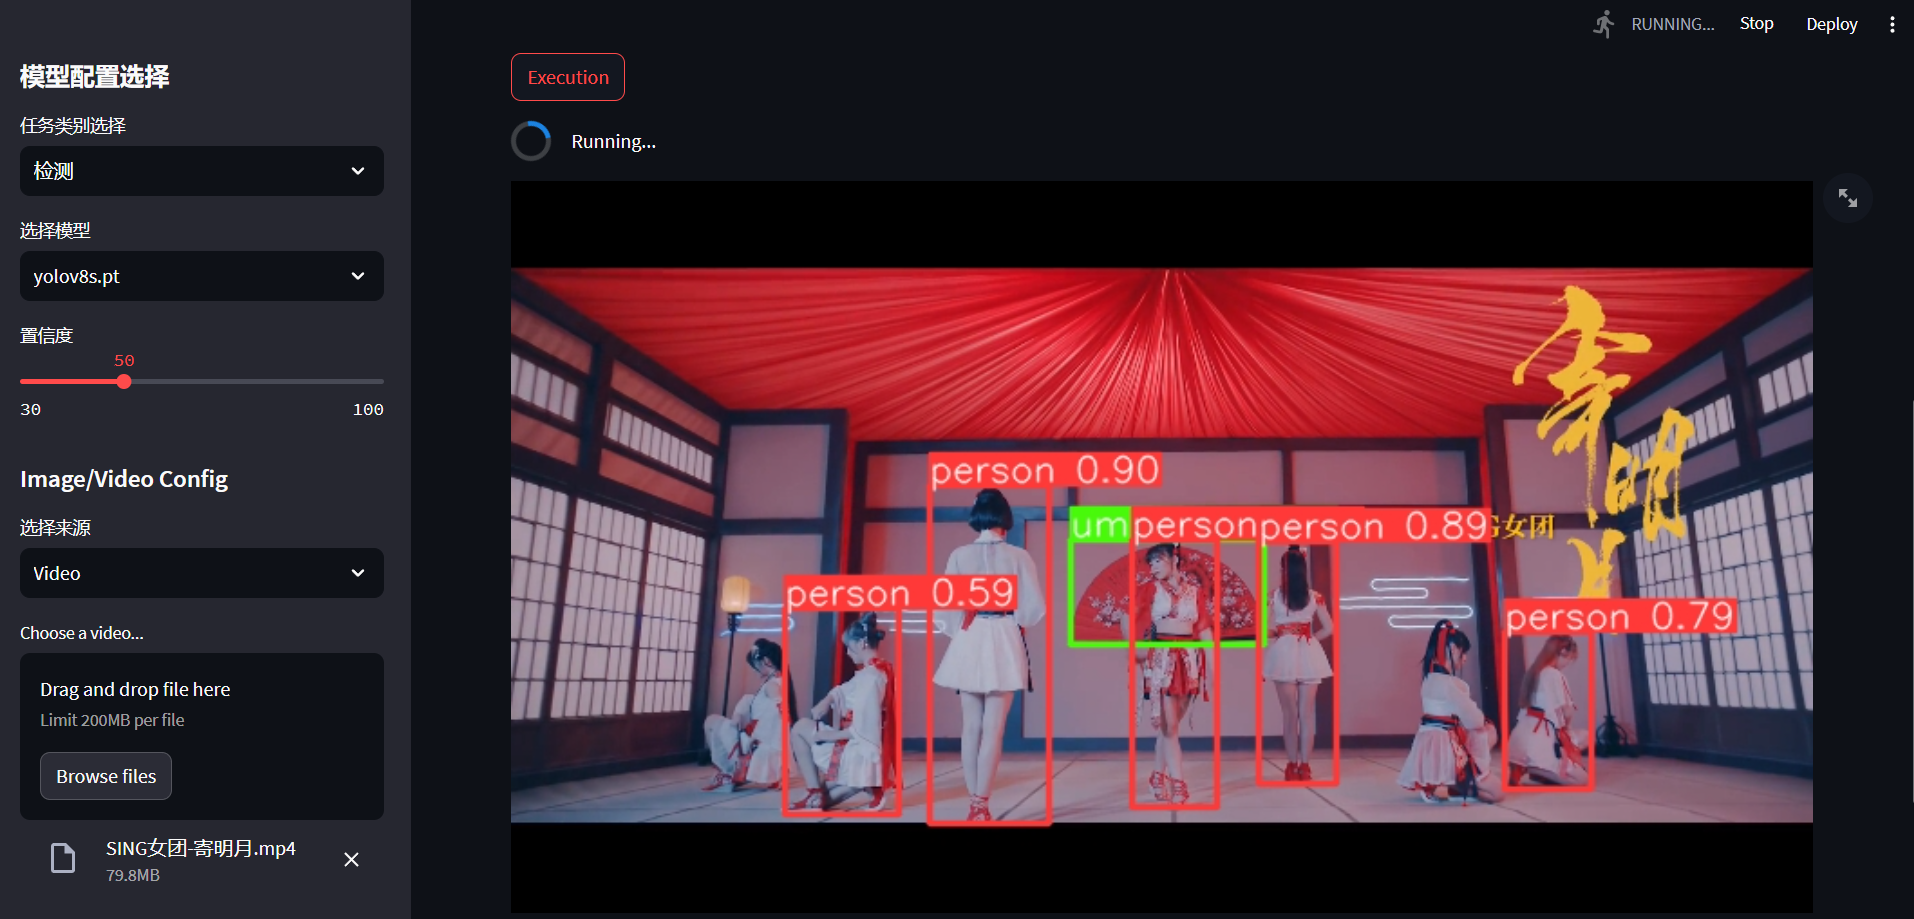 模型配置选择
任务类别选择
检测
选择模型
yolov8s.pt
置信度
50
30 100
Image/Video Config
选择来源
Video
Choose a video...
Drag and drop file here
Limit 200MB per file
Browse files
SING女团-寄明月.mp4
79.8MB
RUNNING...
Stop
Deploy
Execution
Running...
寄明月
女团
person 0.90
um
person
person 0.89
person 0.59
person 0.79